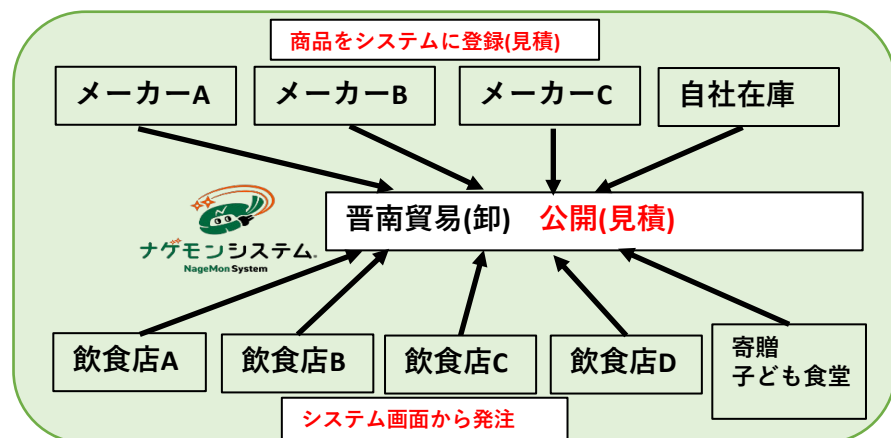 商品をシステムに登録(見積)
メーカーA
メーカーB
メーカーC
自社在庫
晋南貿易(卸) 公開(見積)
ナゲモンシステム
NageMon System
飲食店A
飲食店B
飲食店C
飲食店D
寄贈
子ども食堂
システム画面から発注